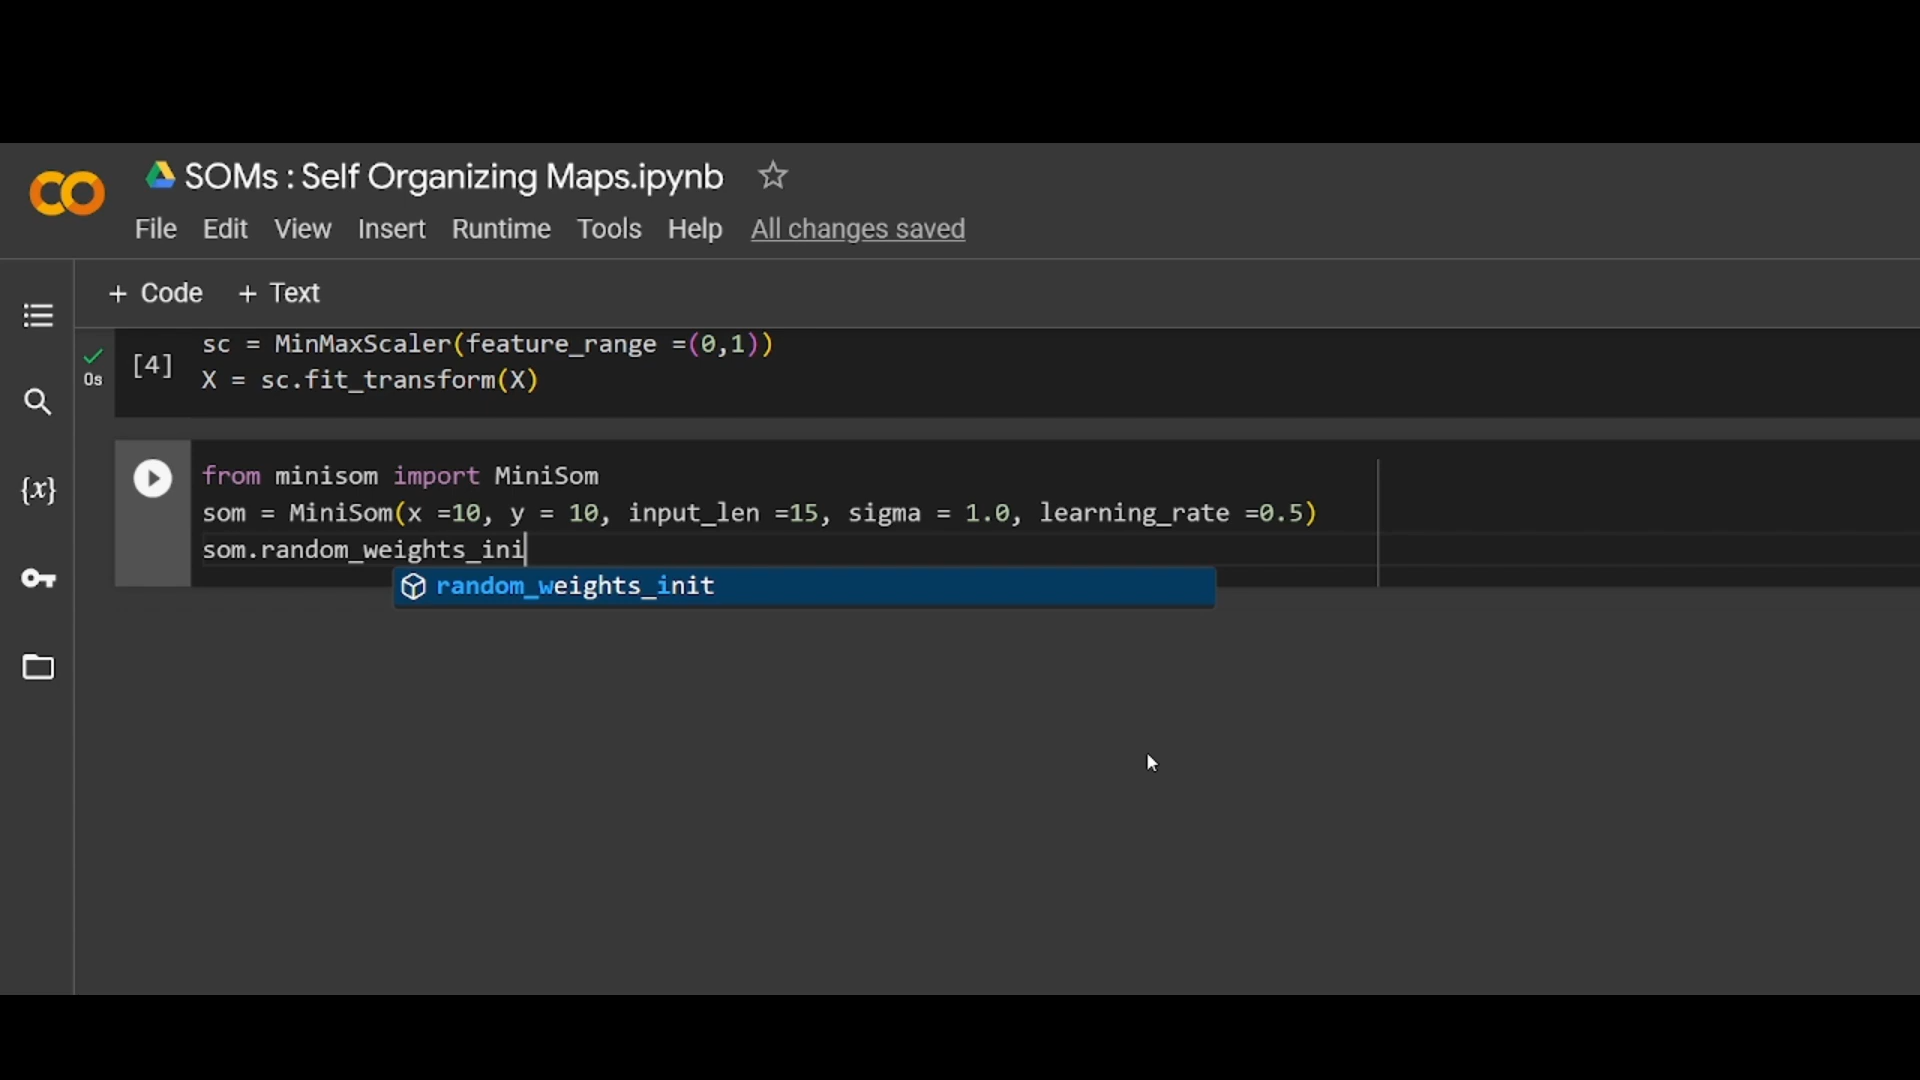 SOMs : Self Organizing Maps.ipynb
File Edit View Insert Runtime Tools Help All changes saved
+ Code + Text
sc = MinMaxScaler(feature_range =(0,1))
[4]
X = sc.fit_transform(X)
0s
from minisom import MiniSom
som = MiniSom(x =10, y = 10, input_len =15, sigma = 1.0, learning_rate =0.5)
som.random_weights_ini
random_weights_init
{x}